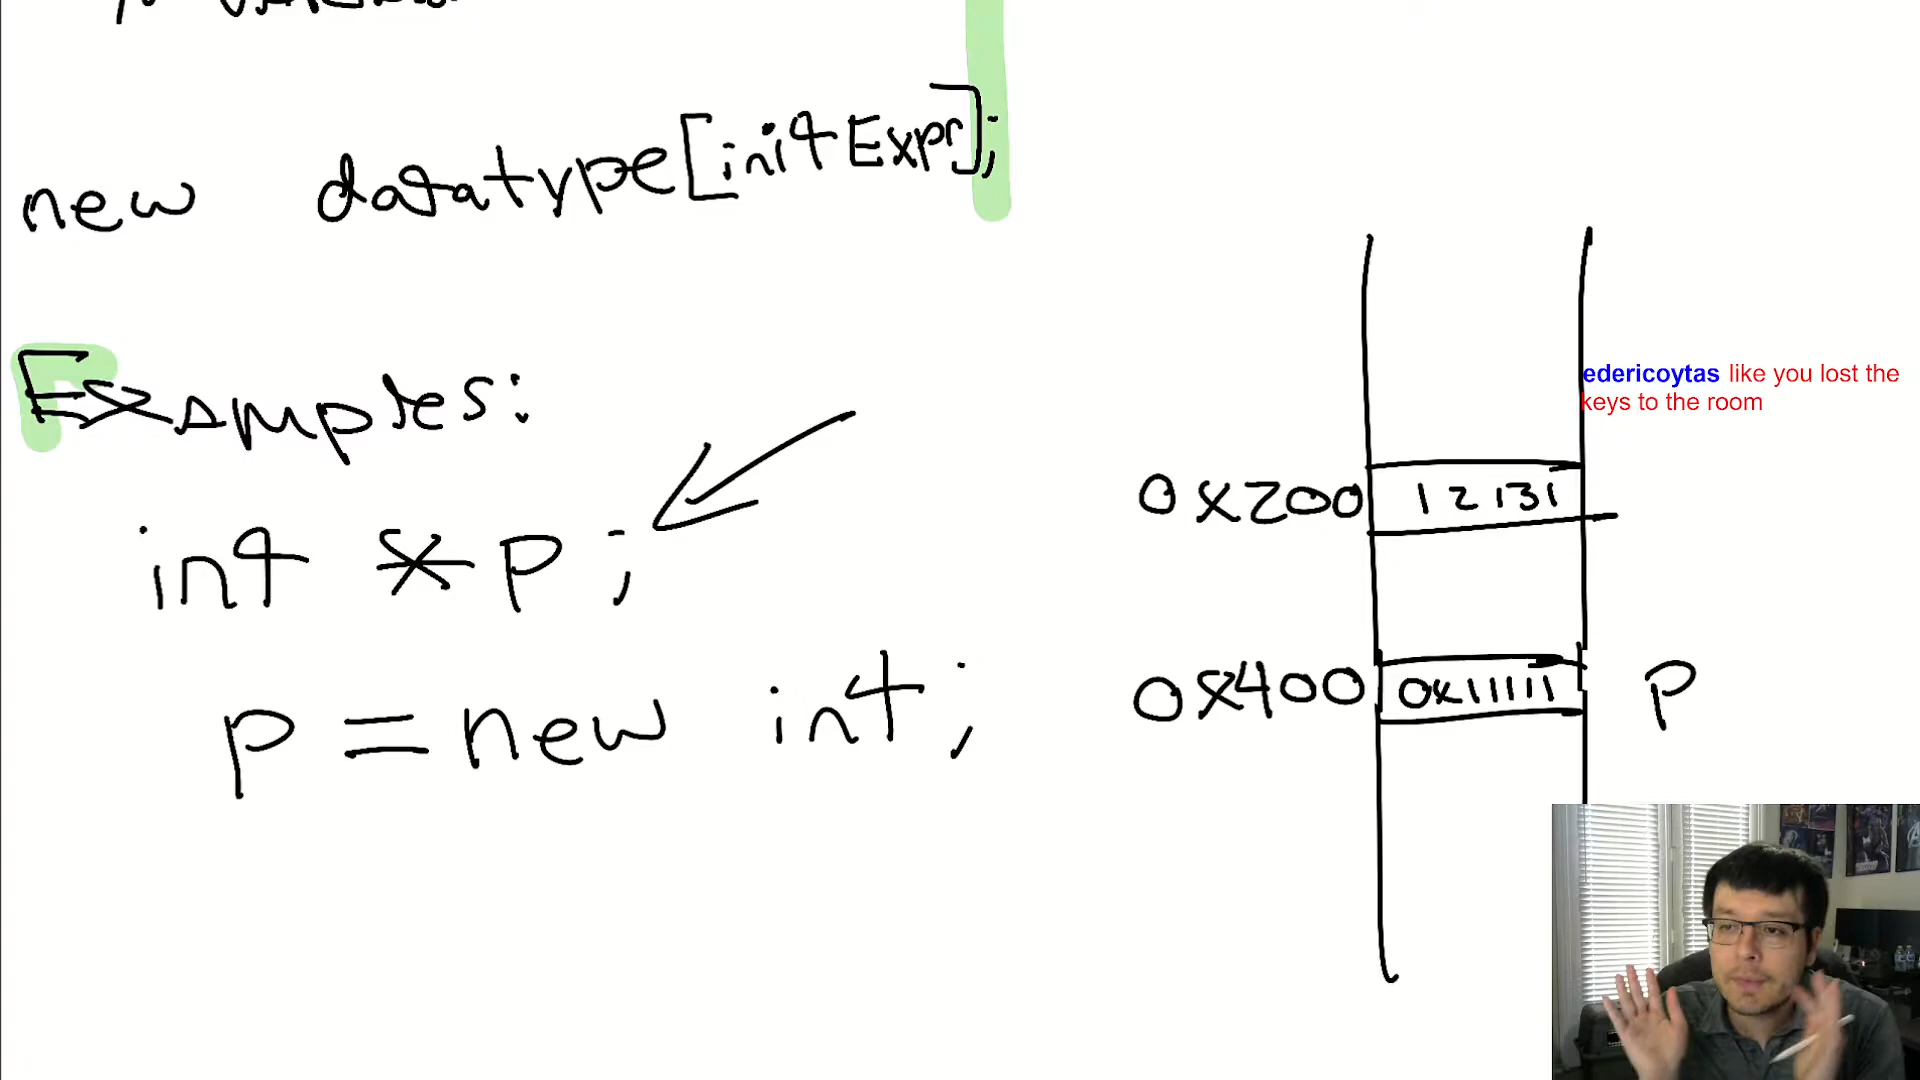 new datatype[initExpr];
Examples:
int *p;
p = new int;
edericoytas like you lost the
keys to the room
0x200 12131
0x400 0x11111 p